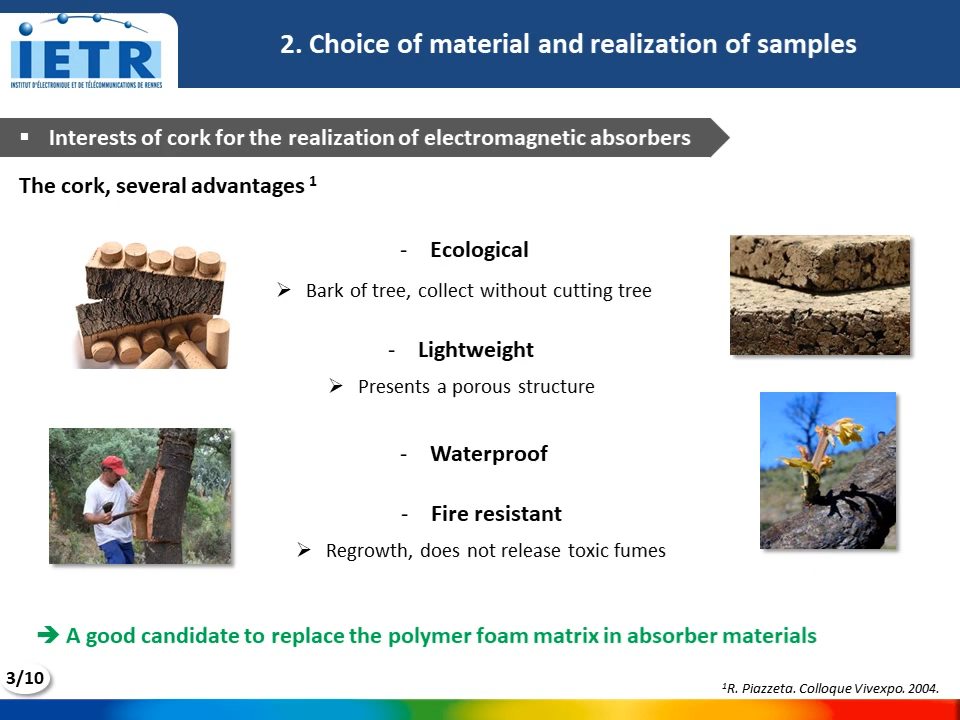 iETR
INSTITUT D'ÉLECTRONIQUE ET DE TÉLÉCOMMUNICATIONS DE RENNES
2. Choice of material and realization of samples
▪ Interests of cork for the realization of electromagnetic absorbers
The cork, several advantages ¹
- Ecological
➢ Bark of tree, collect without cutting tree
- Lightweight
➢ Presents a porous structure
- Waterproof
- Fire resistant
➢ Regrowth, does not release toxic fumes
➔ A good candidate to replace the polymer foam matrix in absorber materials
3/10
¹R. Piazzeta. Colloque Vivexpo. 2004.